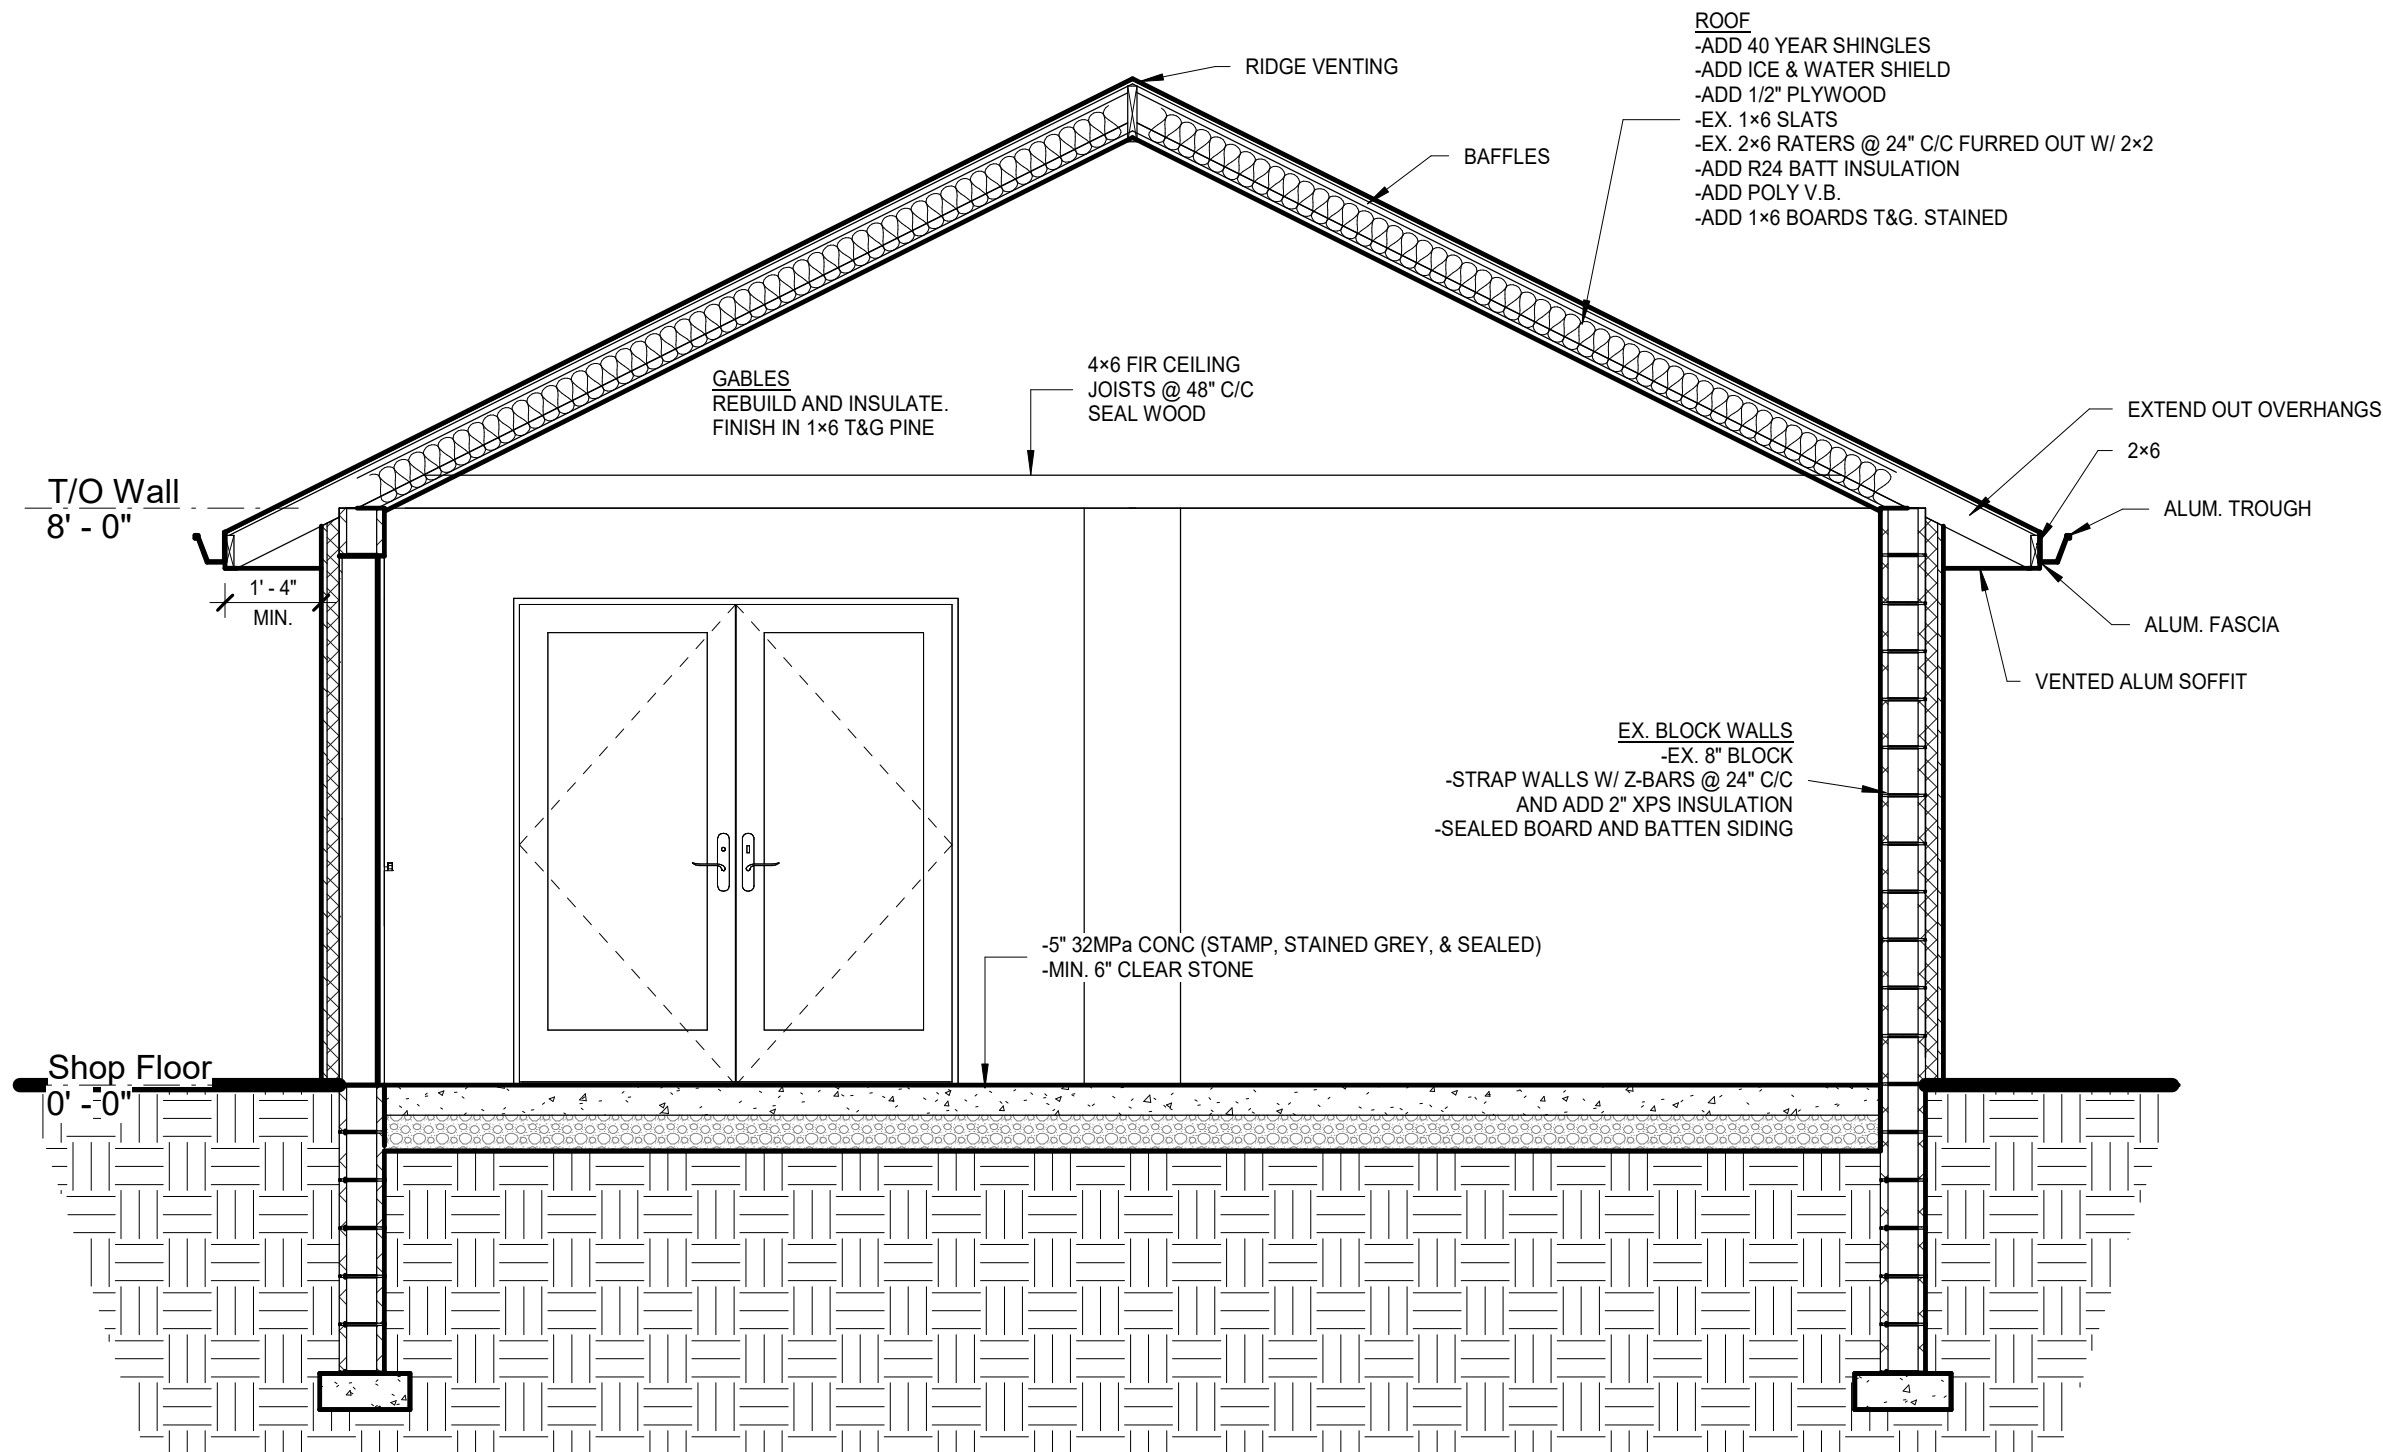 ROOF
-ADD 40 YEAR SHINGLES
-ADD ICE & WATER SHIELD
-ADD 1/2" PLYWOOD
-EX. 1×6 SLATS
-EX. 2×6 RATERS @ 24" C/C FURRED OUT W/ 2×2
-ADD R24 BATT INSULATION
-ADD POLY V.B.
-ADD 1×6 BOARDS T&G. STAINED
RIDGE VENTING
BAFFLES
GABLES
REBUILD AND INSULATE.
FINISH IN 1×6 T&G PINE
4×6 FIR CEILING
JOISTS @ 48" C/C
SEAL WOOD
EXTEND OUT OVERHANGS
2×6
ALUM. TROUGH
ALUM. FASCIA
VENTED ALUM SOFFIT
T/O Wall
8' - 0"
1' - 4"
MIN.
EX. BLOCK WALLS
-EX. 8" BLOCK
-STRAP WALLS W/ Z-BARS @ 24" C/C
AND ADD 2" XPS INSULATION
-SEALED BOARD AND BATTEN SIDING
-5" 32MPa CONC (STAMP, STAINED GREY, & SEALED)
-MIN. 6" CLEAR STONE
Shop Floor
0' - 0"